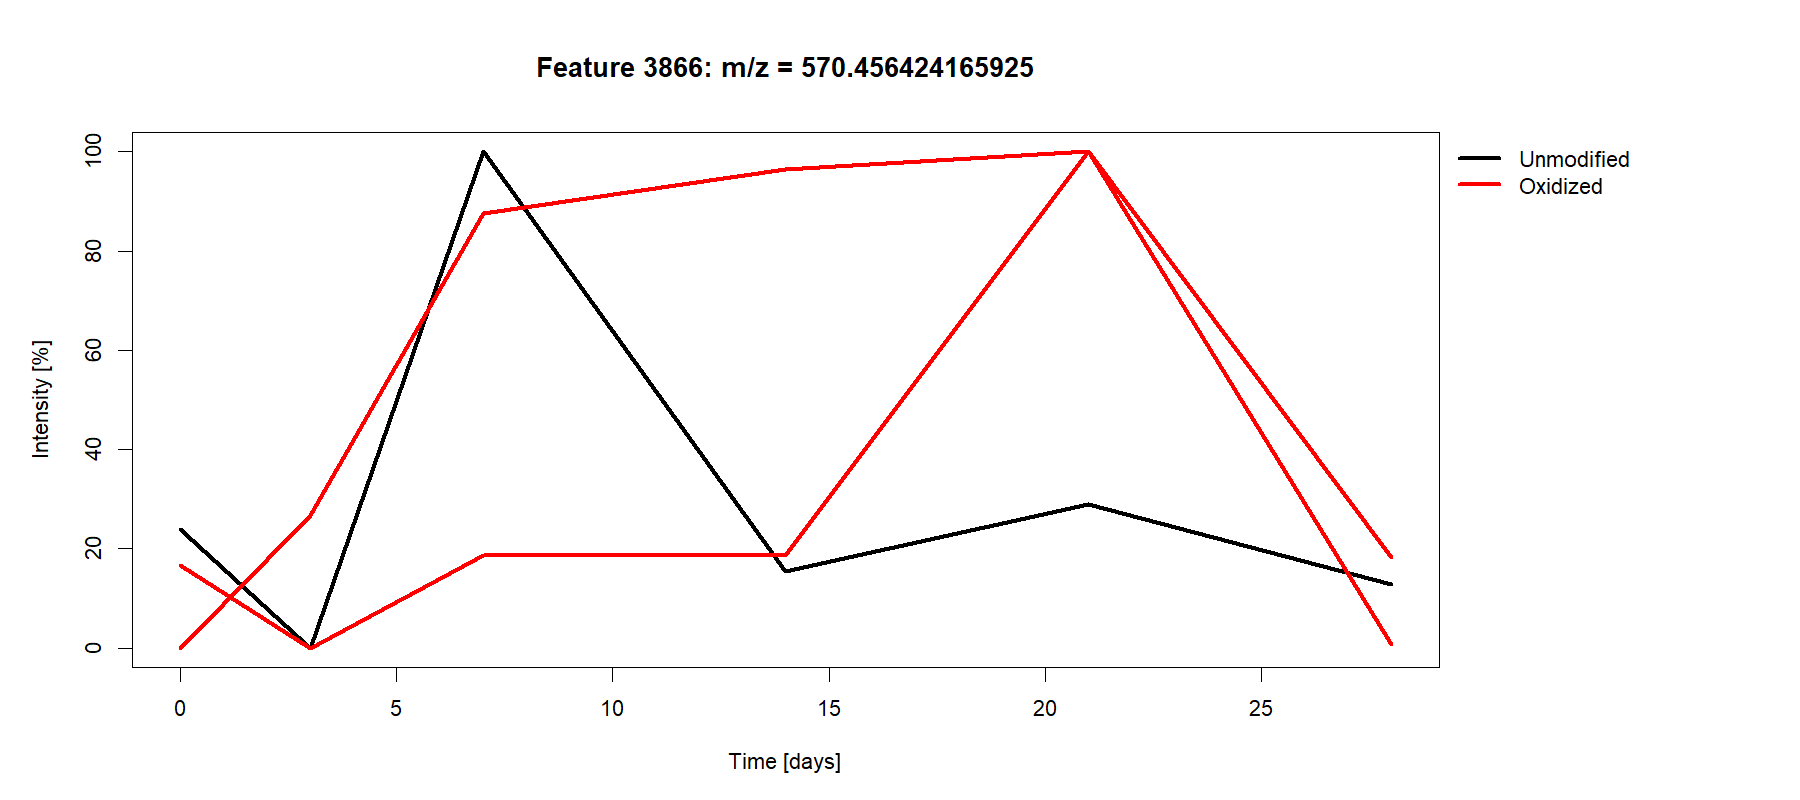 Feature 3866: m/z = 570.456424165925
Unmodified
Oxidized
Intensity [%]
100
80
60
40
20
0
0 5 10 15 20 25
Time [days]